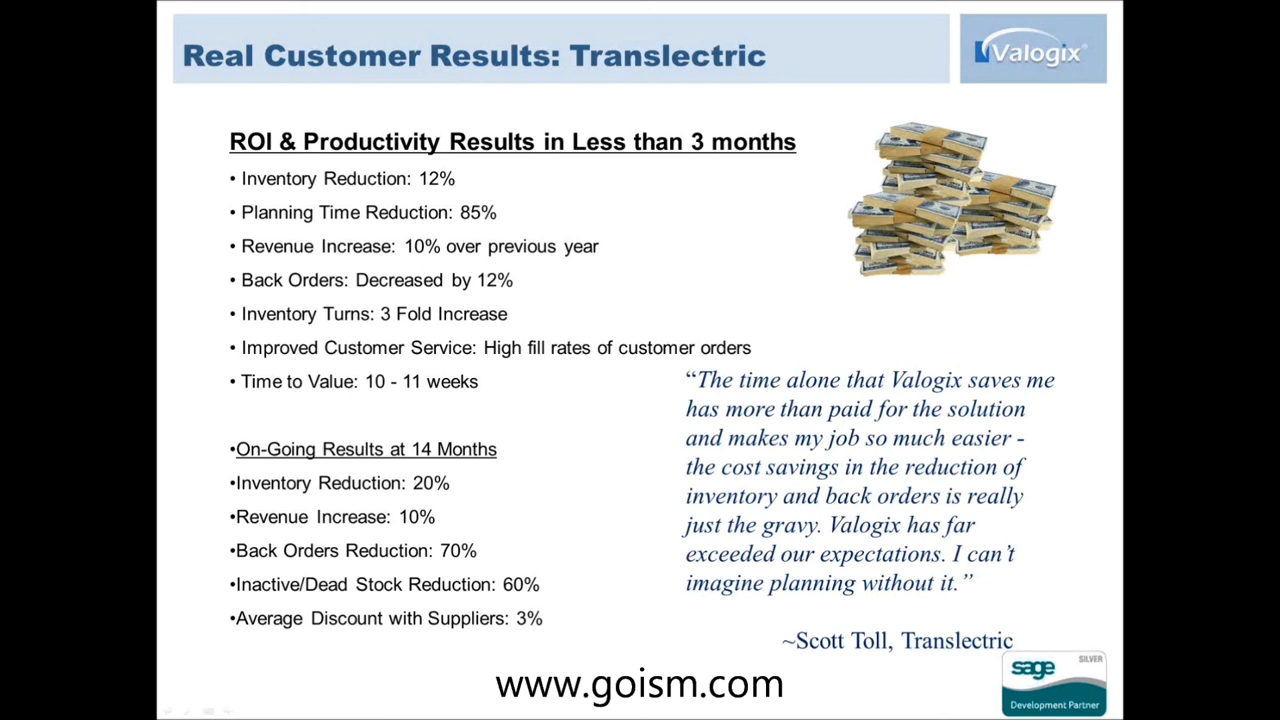 Real Customer Results: Translectric
Valogix®
ROI & Productivity Results in Less than 3 months
• Inventory Reduction: 12%
• Planning Time Reduction: 85%
• Revenue Increase: 10% over previous year
• Back Orders: Decreased by 12%
• Inventory Turns: 3 Fold Increase
• Improved Customer Service: High fill rates of customer orders
• Time to Value: 10 - 11 weeks
•On-Going Results at 14 Months
•Inventory Reduction: 20%
•Revenue Increase: 10%
•Back Orders Reduction: 70%
•Inactive/Dead Stock Reduction: 60%
•Average Discount with Suppliers: 3%
“The time alone that Valogix saves me
has more than paid for the solution
and makes my job so much easier -
the cost savings in the reduction of
inventory and back orders is really
just the gravy. Valogix has far
exceeded our expectations. I can’t
imagine planning without it.”
~Scott Toll, Translectric
sage
SILVER
Development Partner
www.goism.com